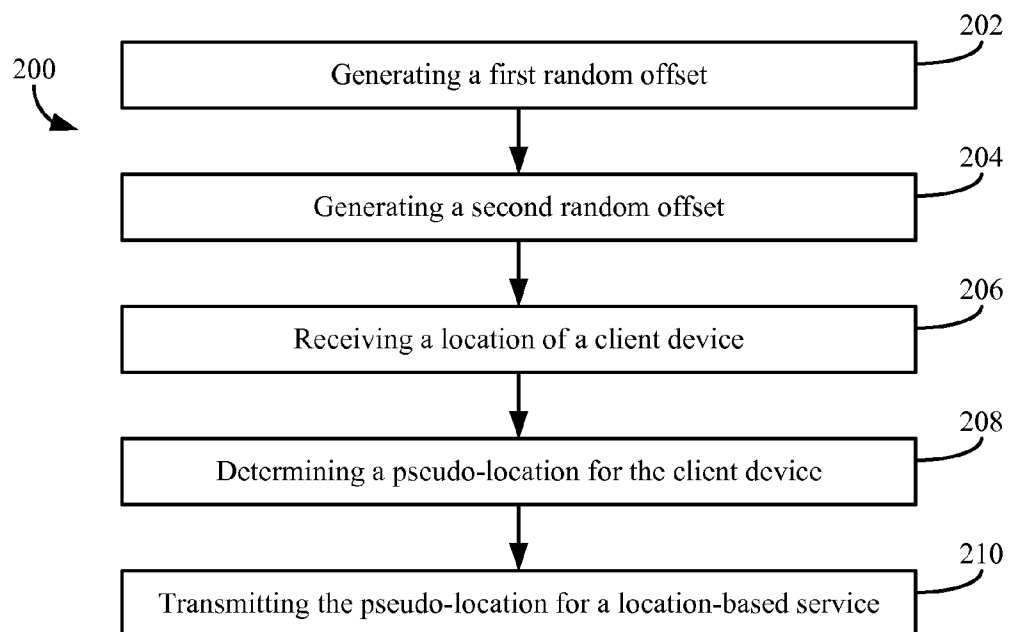 202
200
Generating a first random offset
204
Generating a second random offset
206
Receiving a location of a client device
208
Determining a pseudo-location for the client device
210
Transmitting the pseudo-location for a location-based service